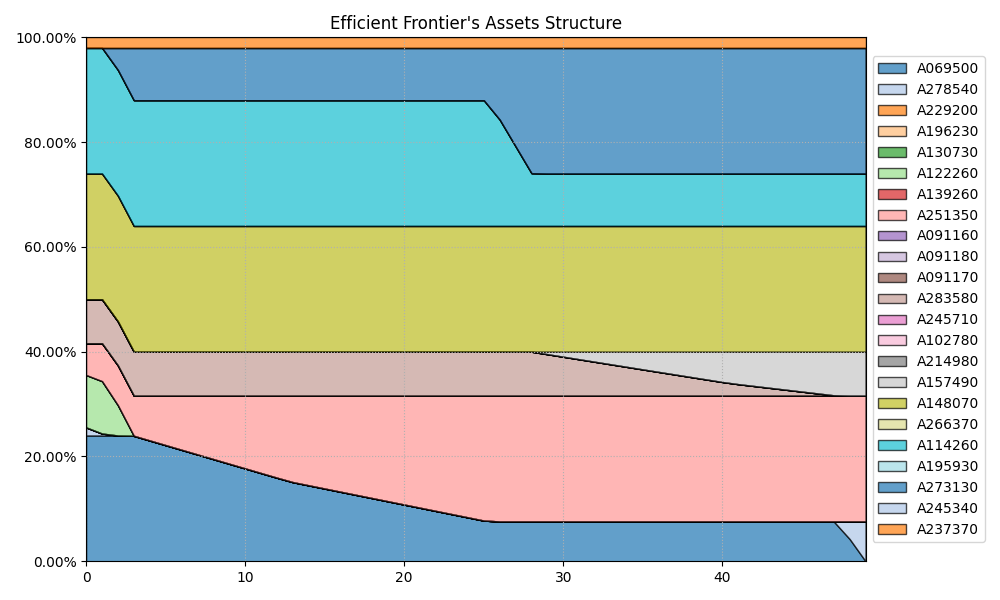 Efficient Frontier's Assets Structure
100.00%
80.00%
60.00%
40.00%
20.00%
0.00%
0
10
20
30
40
A069500
A278540
A229200
A196230
A130730
A122260
A139260
A251350
A091160
A091180
A091170
A283580
A245710
A102780
A214980
A157490
A148070
A266370
A114260
A195930
A273130
A245340
A237370